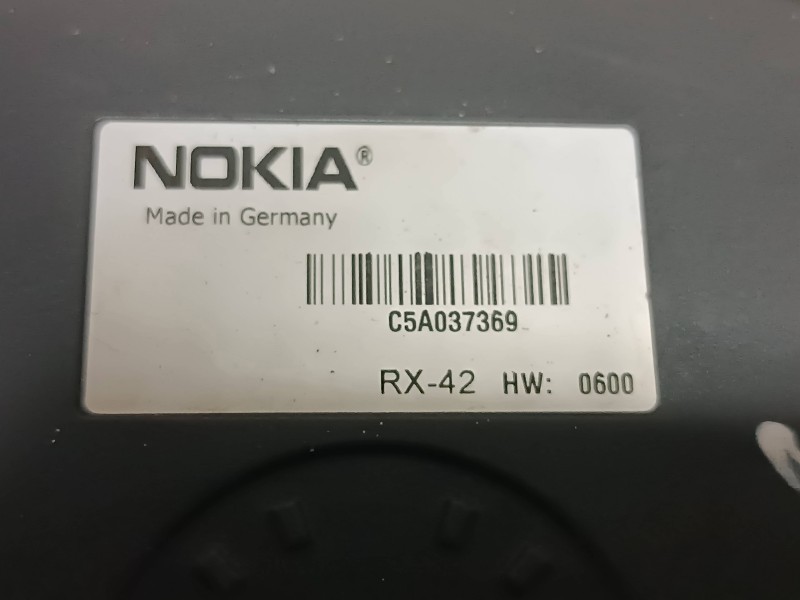 NOKIA®
Made in Germany
C5A037369
RX-42 HW: 0600